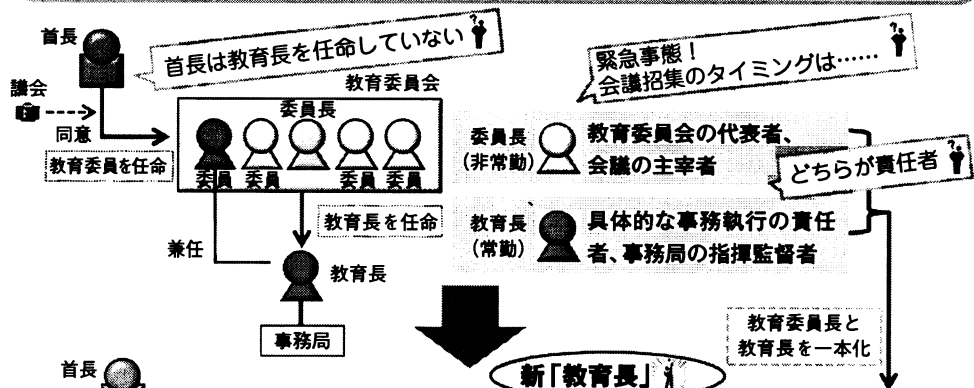 首長
首長は教育長を任命していない
議会
同意
教育委員を任命
教育委員会
委員長
委員
委員
委員
委員
兼任
教育長を任命
教育長
事務局
緊急事態！
会議招集のタイミングは……
委員長
(非常勤)
教育委員会の代表者、
会議の主宰者
どちらが責任者
教育長
(常勤)
具体的な事務執行の責任
者、事務局の指揮監督者
教育委員長と
教育長を一本化
首長
新「教育長」